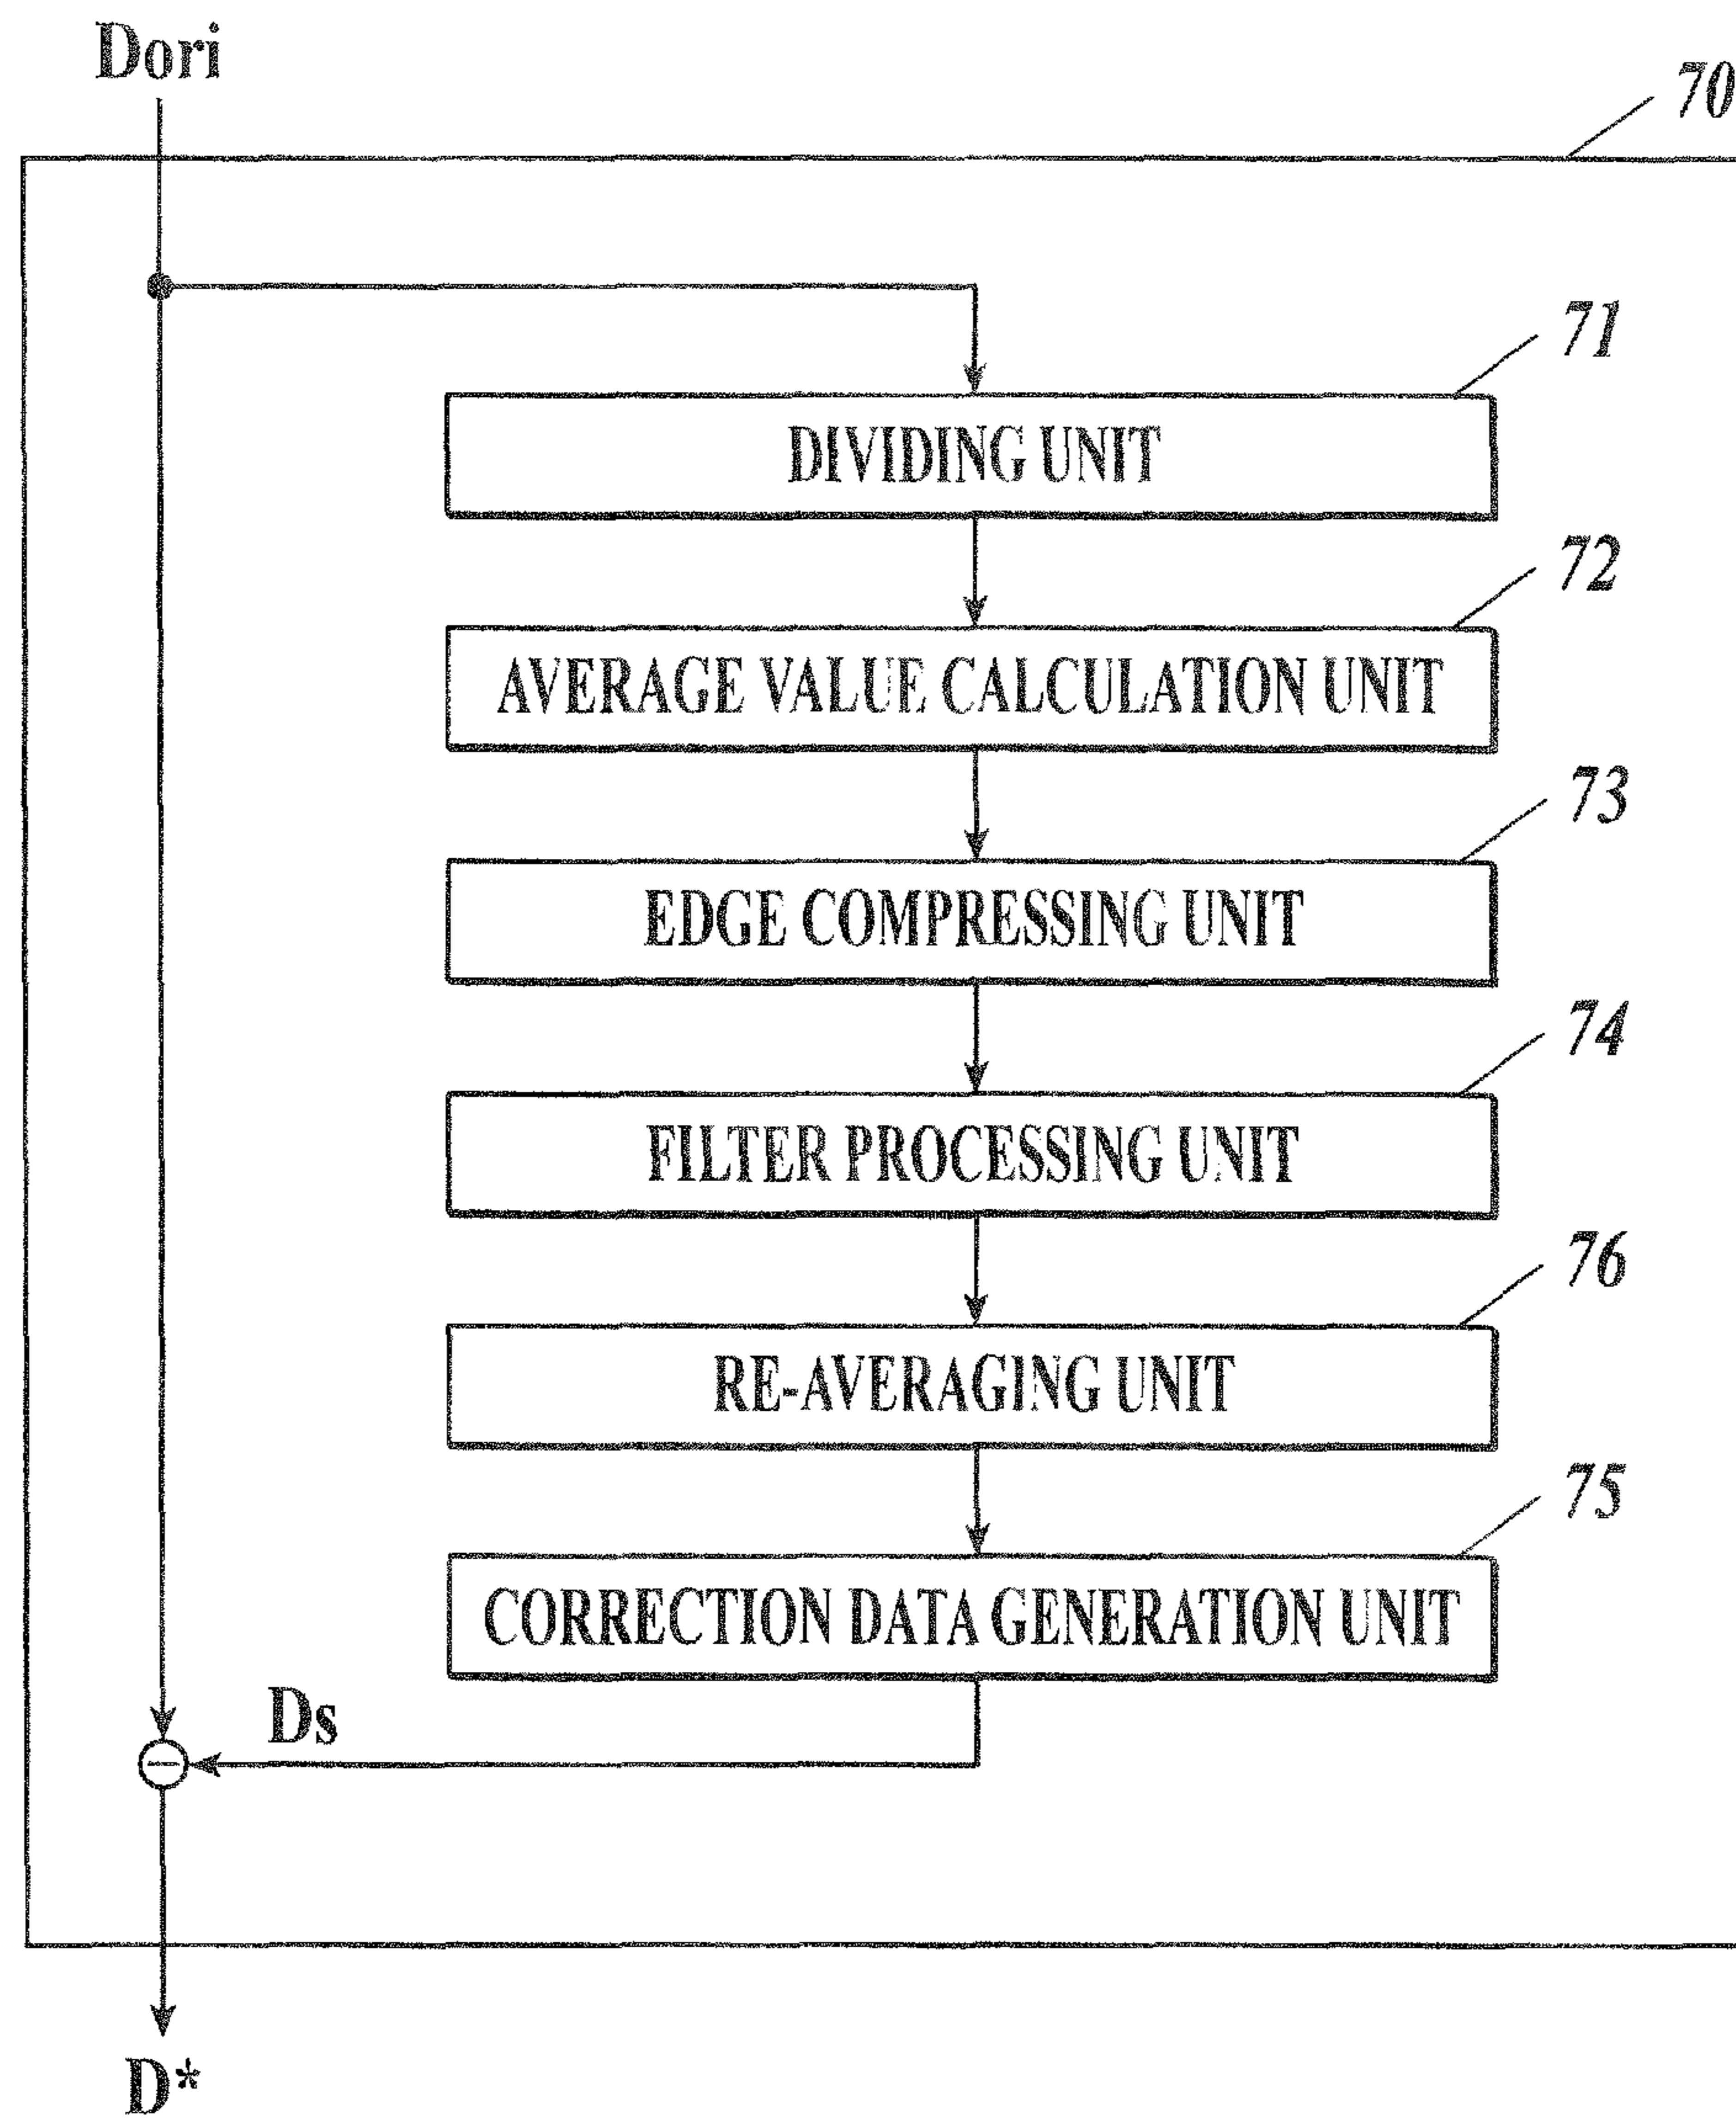 Dori
70
71
DIVIDING UNIT
72
AVERAGE VALUE CALCULATION UNIT
73
EDGE COMPRESSING UNIT
74
FILTER PROCESSING UNIT
76
RE-AVERAGING UNIT
75
CORRECTION DATA GENERATION UNIT
Ds
D*